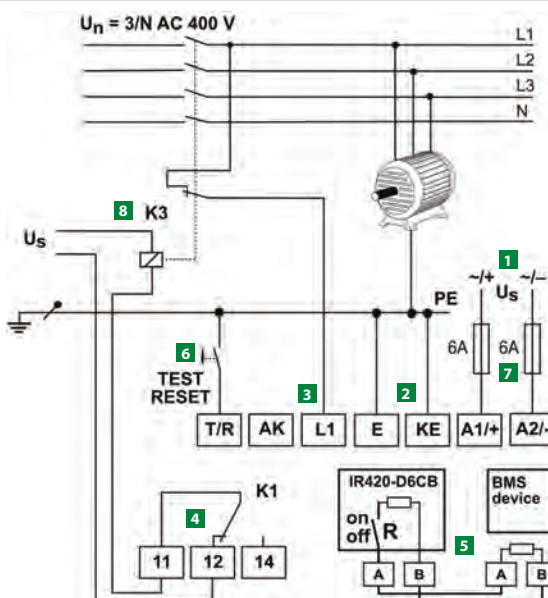 Un = 3/N AC 400 V
L1
L2
L3
N
8 K3
Us
1
~/+ ~/–
Us
PE
6A 6A
6
7
TEST
RESET
3
2
T/R AK L1 E KE A1/+ A2/-
K1
4
11 12 14
IR420-D6CB
on
off R
BMS
device
5
A B A B